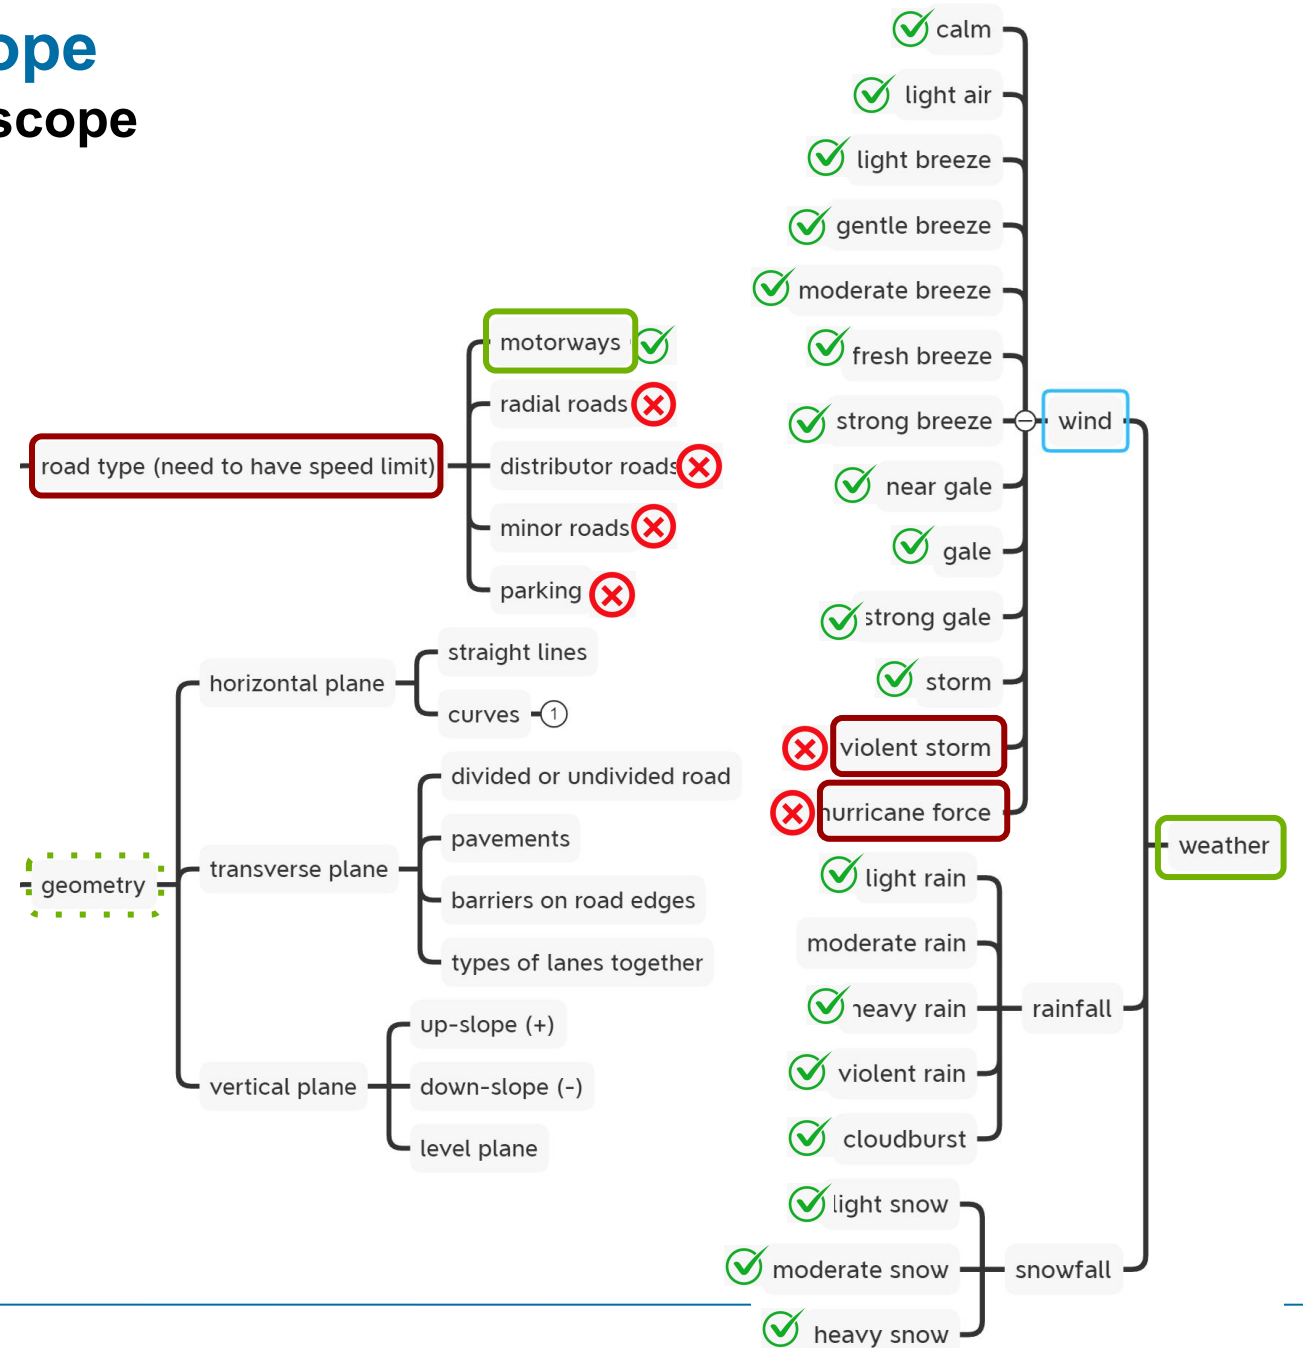 ope
scope
motorways
radial roads
road type (need to have speed limit)
distributor roads
minor roads
parking
straight lines
horizontal plane
curves
1
divided or undivided road
pavements
transverse plane
geometry
barriers on road edges
types of lanes together
up-slope (+)
vertical plane
down-slope (-)
level plane
calm
light air
light breeze
gentle breeze
moderate breeze
fresh breeze
strong breeze
wind
near gale
gale
strong gale
storm
violent storm
hurricane force
weather
light rain
moderate rain
heavy rain
rainfall
violent rain
cloudburst
light snow
moderate snow
snowfall
heavy snow